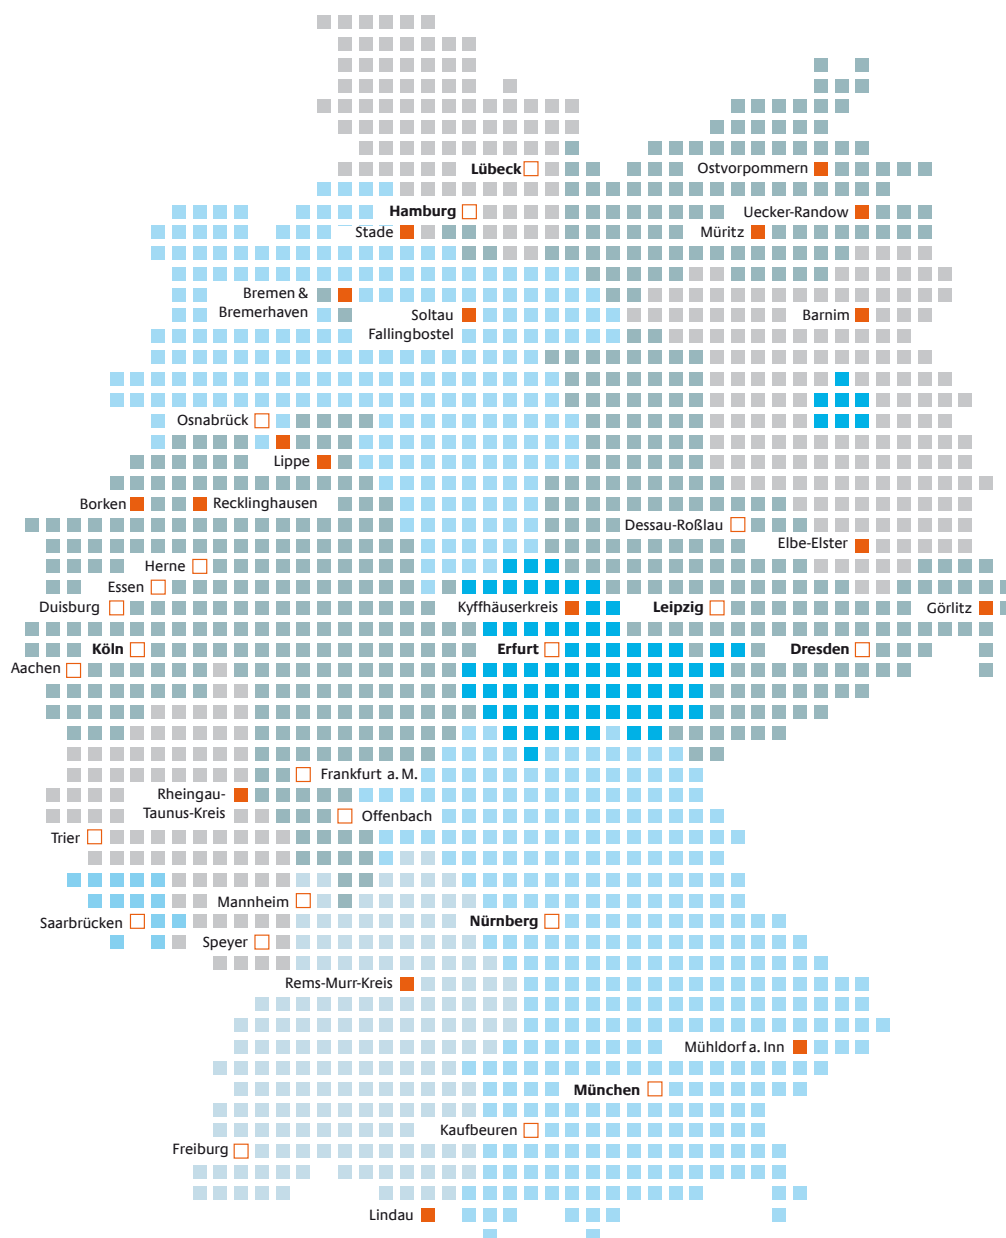 Lübeck
Ostvorpommern
Hamburg
Uecker-Randow
Stade
Müritz
Bremen &
Bremerhaven
Soltau
Fallingbostel
Barnim
Osnabrück
Lippe
Borken
Recklinghausen
Dessau-Roßlau
Elbe-Elster
Herne
Essen
Duisburg
Kyffhäuserkreis
Leipzig
Görlitz
Köln
Erfurt
Dresden
Aachen
Frankfurt a. M.
Rheingau-
Taunus-Kreis
Offenbach
Trier
Mannheim
Saarbrücken
Nürnberg
Speyer
Rems-Murr-Kreis
Mühldorf a. Inn
München
Kaufbeuren
Freiburg
Lindau